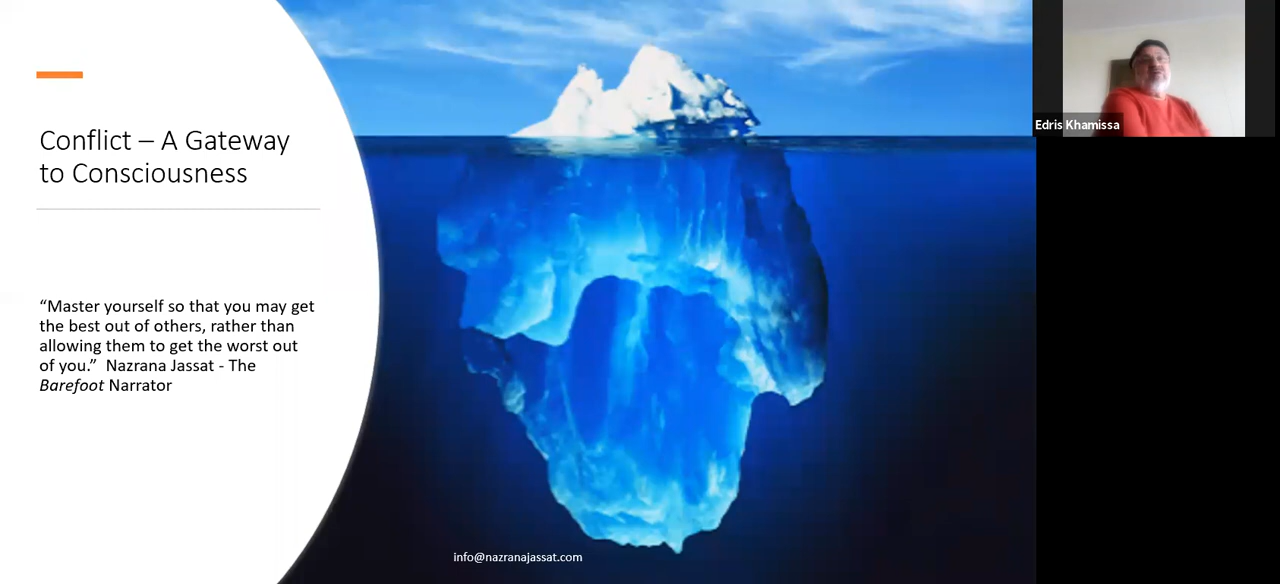 Conflict – A Gateway
to Consciousness
“Master yourself so that you may get
the best out of others, rather than
allowing them to get the worst out
of you.”  Nazrana Jassat - The
Barefoot Narrator
info@nazranajassat.com
Edris Khamissa